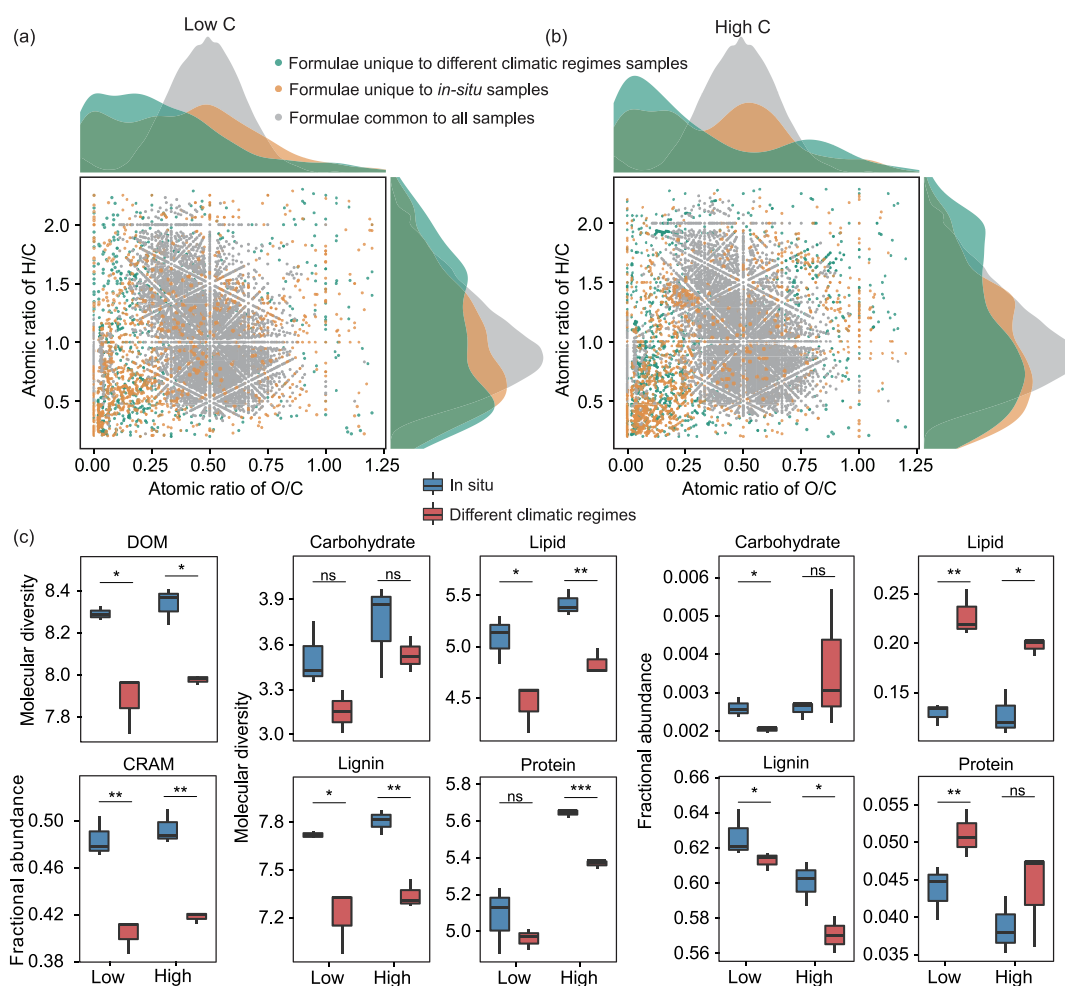 (a)
Low C
(b)
High C
Formulae unique to different climatic regimes samples
Formulae unique to in-situ samples
Formulae common to all samples
Atomic ratio of H/C
2.0
1.5
1.0
0.5
0.00
0.25
0.50
0.75
1.00
1.25
Atomic ratio of O/C
Atomic ratio of H/C
2.0
1.5
1.0
0.5
0.00
0.25
0.50
0.75
1.00
1.25
Atomic ratio of O/C
In situ
Different climatic regimes
(c)
DOM
Molecular diversity
8.4
8.2
8.0
7.8
*
*
Carbohydrate
Molecular diversity
3.9
3.6
3.3
3.0
ns
ns
Lipid
5.5
5.0
4.5
*
**
Carbohydrate
Fractional abundance
0.006
0.005
0.004
0.003
0.002
*
ns
Lipid
0.25
0.20
0.15
**
*
CRAM
Fractional abundance
0.50
0.46
0.42
0.38
**
**
Low
High
Lignin
7.8
7.5
7.2
*
**
Low
High
Protein
5.8
5.6
5.4
5.2
5.0
ns
***
Low
High
Lignin
0.66
0.64
0.62
0.60
0.58
0.56
*
*
Low
High
Protein
0.055
0.050
0.045
0.040
0.035
**
ns
Low
High